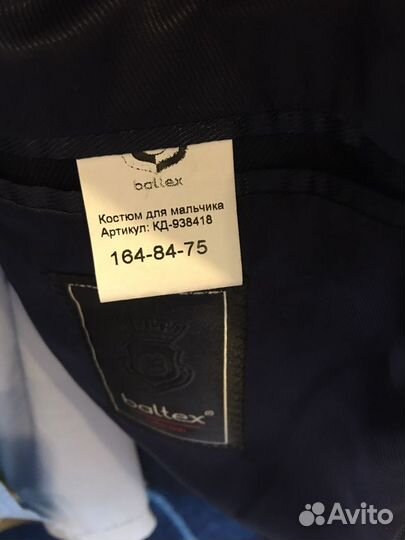 baltex
Костюм для мальчика
Артикул: КД-938418
164-84-75
baltex®
Avito